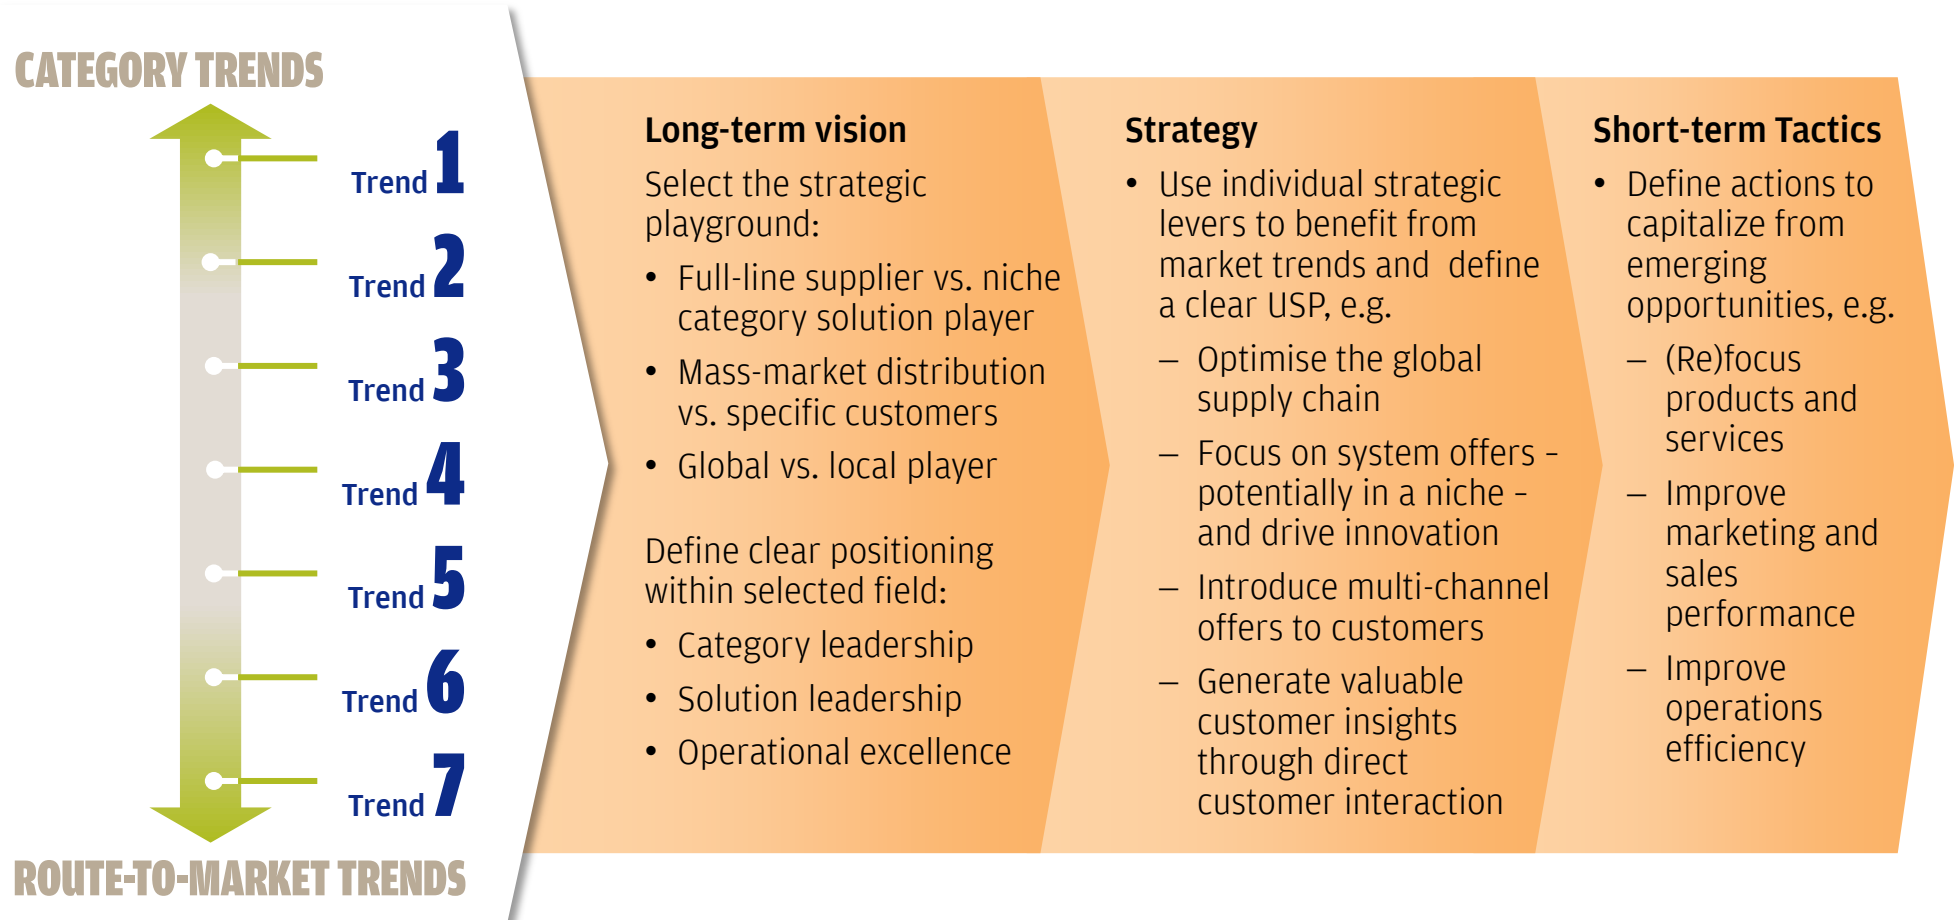 CATEGORY TRENDS
Trend 1
Trend 2
Trend 3
Trend 4
Trend 5
Trend 6
Trend 7
ROUTE-TO-MARKET TRENDS
Long-term vision
Select the strategic
playground:
• Full-line supplier vs. niche
category solution player
• Mass-market distribution
vs. specific customers
• Global vs. local player
Define clear positioning
within selected field:
• Category leadership
• Solution leadership
• Operational excellence
Strategy
• Use individual strategic
levers to benefit from
market trends and define
a clear USP, e.g.
– Optimise the global
supply chain
– Focus on system offers –
potentially in a niche –
and drive innovation
– Introduce multi-channel
offers to customers
– Generate valuable
customer insights
through direct
customer interaction
Short-term Tactics
• Define actions to
capitalize from
emerging
opportunities, e.g.
– (Re)focus
products and
services
– Improve
marketing and
sales
performance
– Improve
operations
efficiency